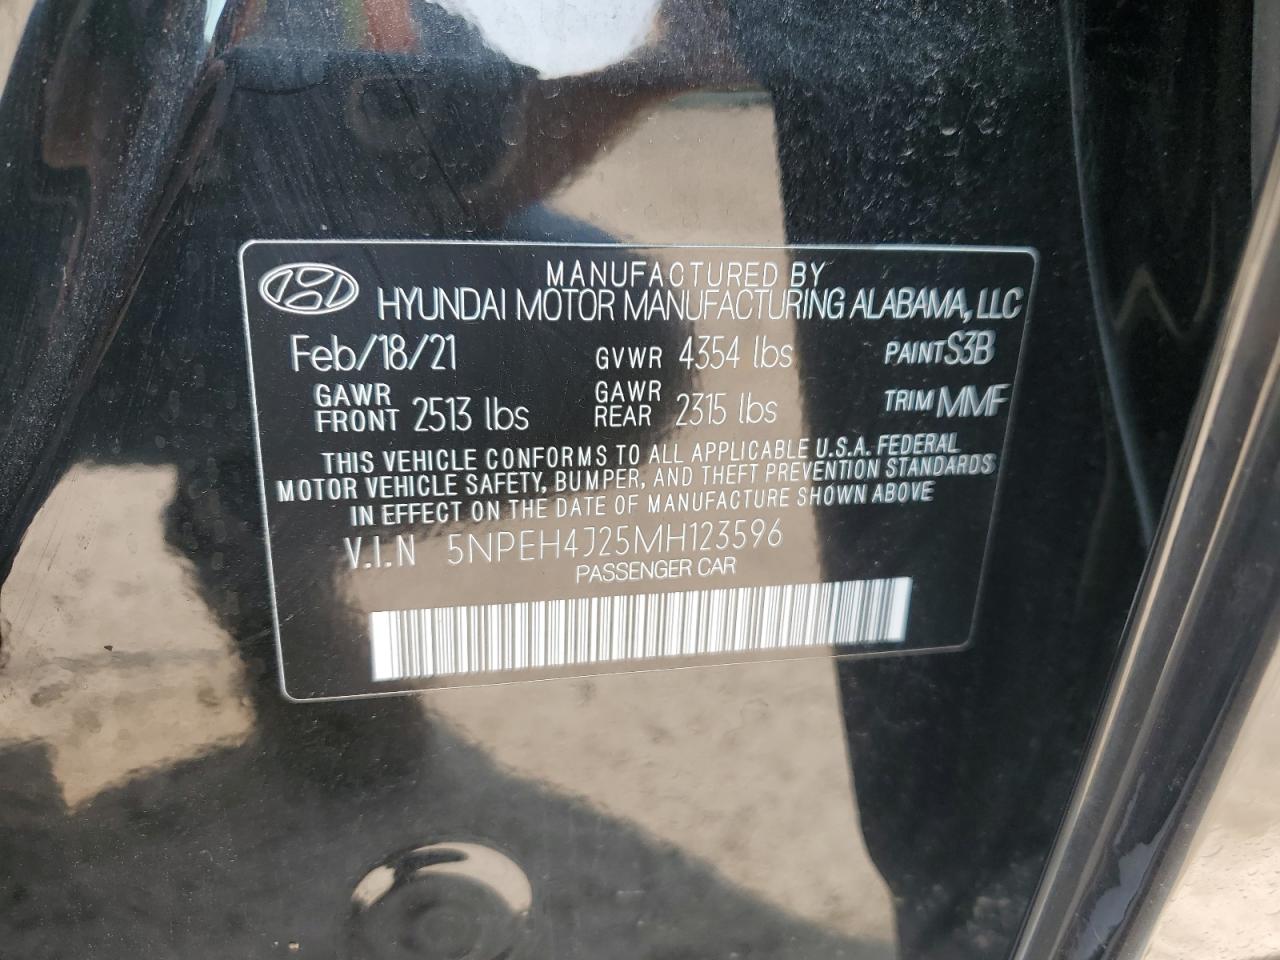 MANUFACTURED BY
HYUNDAI MOTOR MANUFACTURING ALABAMA, LLC
Feb/18/21 GVWR 4354 lbs PAINT S3B
GAWR FRONT 2513 lbs GAWR REAR 2315 lbs TRIM MMF
THIS VEHICLE CONFORMS TO ALL APPLICABLE U.S.A. FEDERAL
MOTOR VEHICLE SAFETY, BUMPER, AND THEFT PREVENTION STANDARDS
IN EFFECT ON THE DATE OF MANUFACTURE SHOWN ABOVE
V.I.N 5NPEH4J25MH123596
PASSENGER CAR